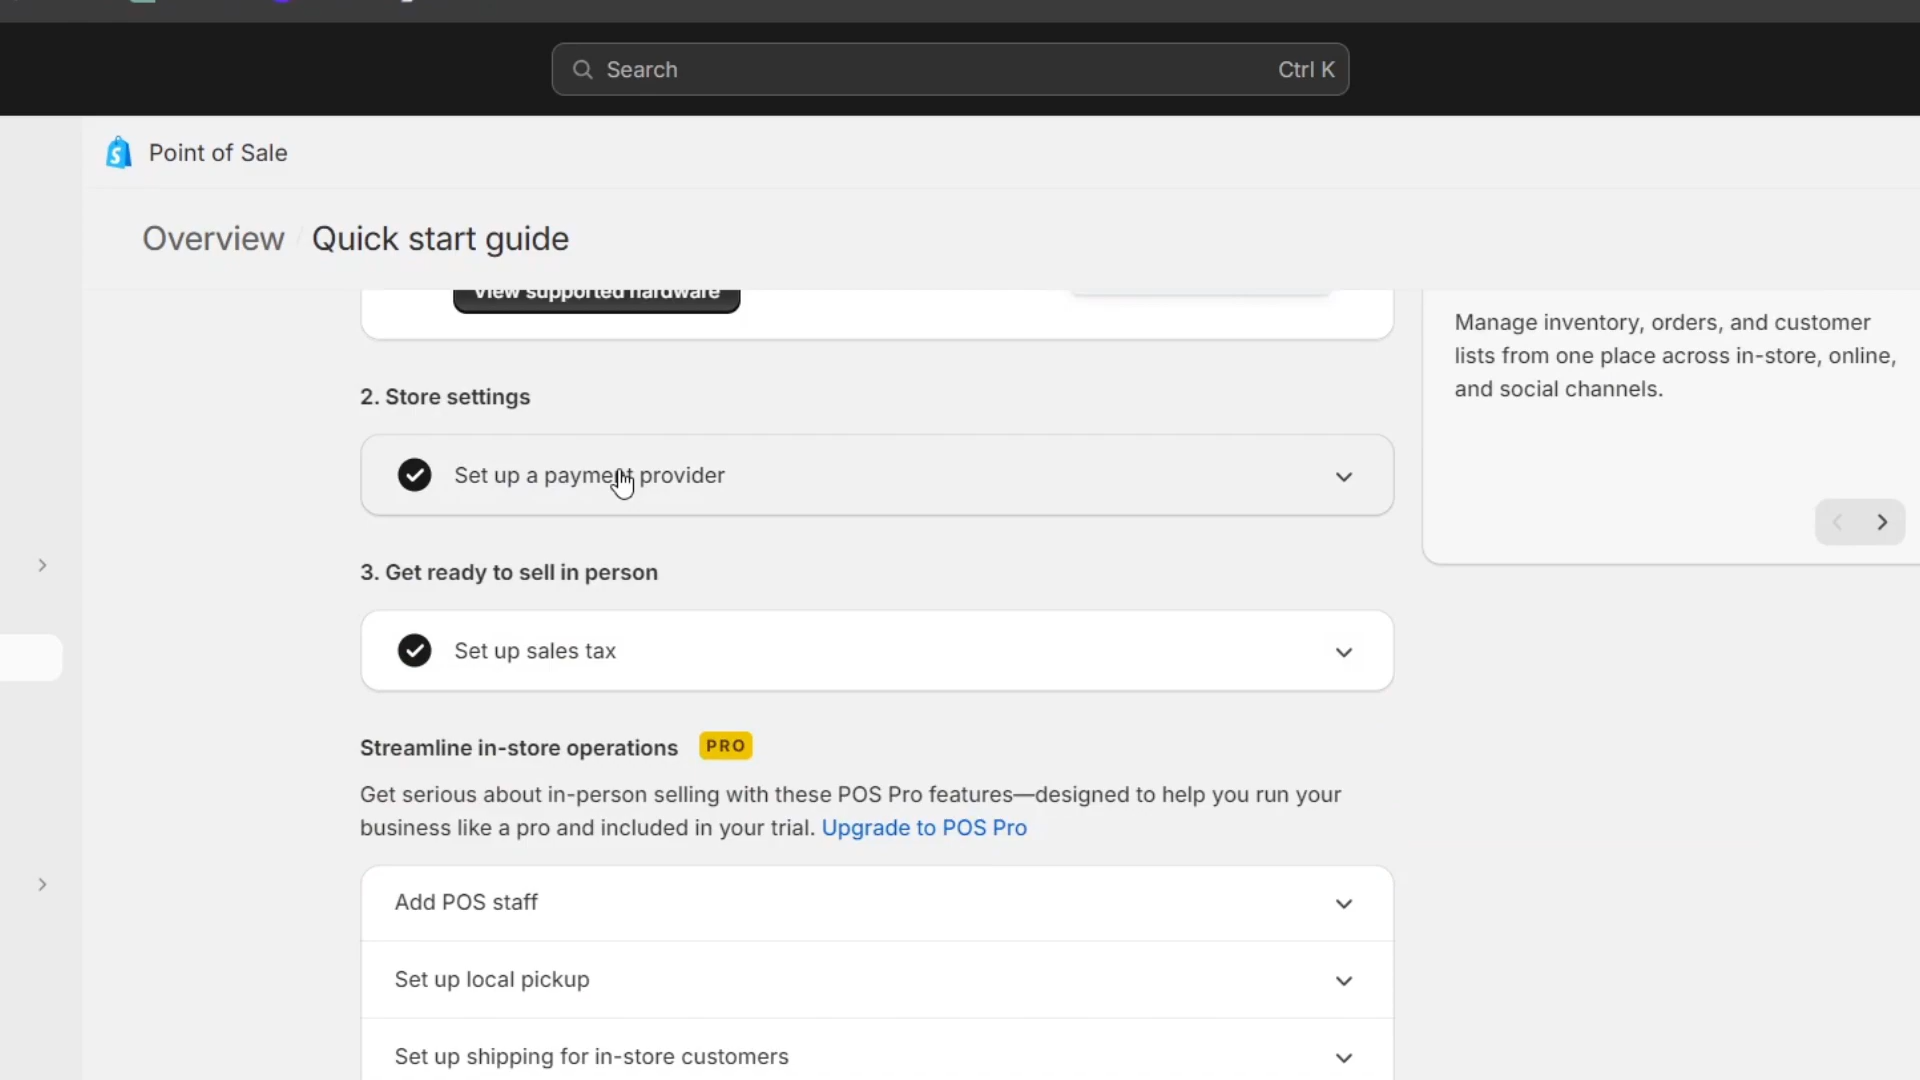 Search
Ctrl K
Point of Sale
Overview / Quick start guide
View supported hardware
Manage inventory, orders, and customer
lists from one place across in-store, online,
and social channels.
2. Store settings
Set up a payment provider
3. Get ready to sell in person
Set up sales tax
Streamline in-store operations PRO
Get serious about in-person selling with these POS Pro features—designed to help you run your
business like a pro and included in your trial. Upgrade to POS Pro
Add POS staff
Set up local pickup
Set up shipping for in-store customers